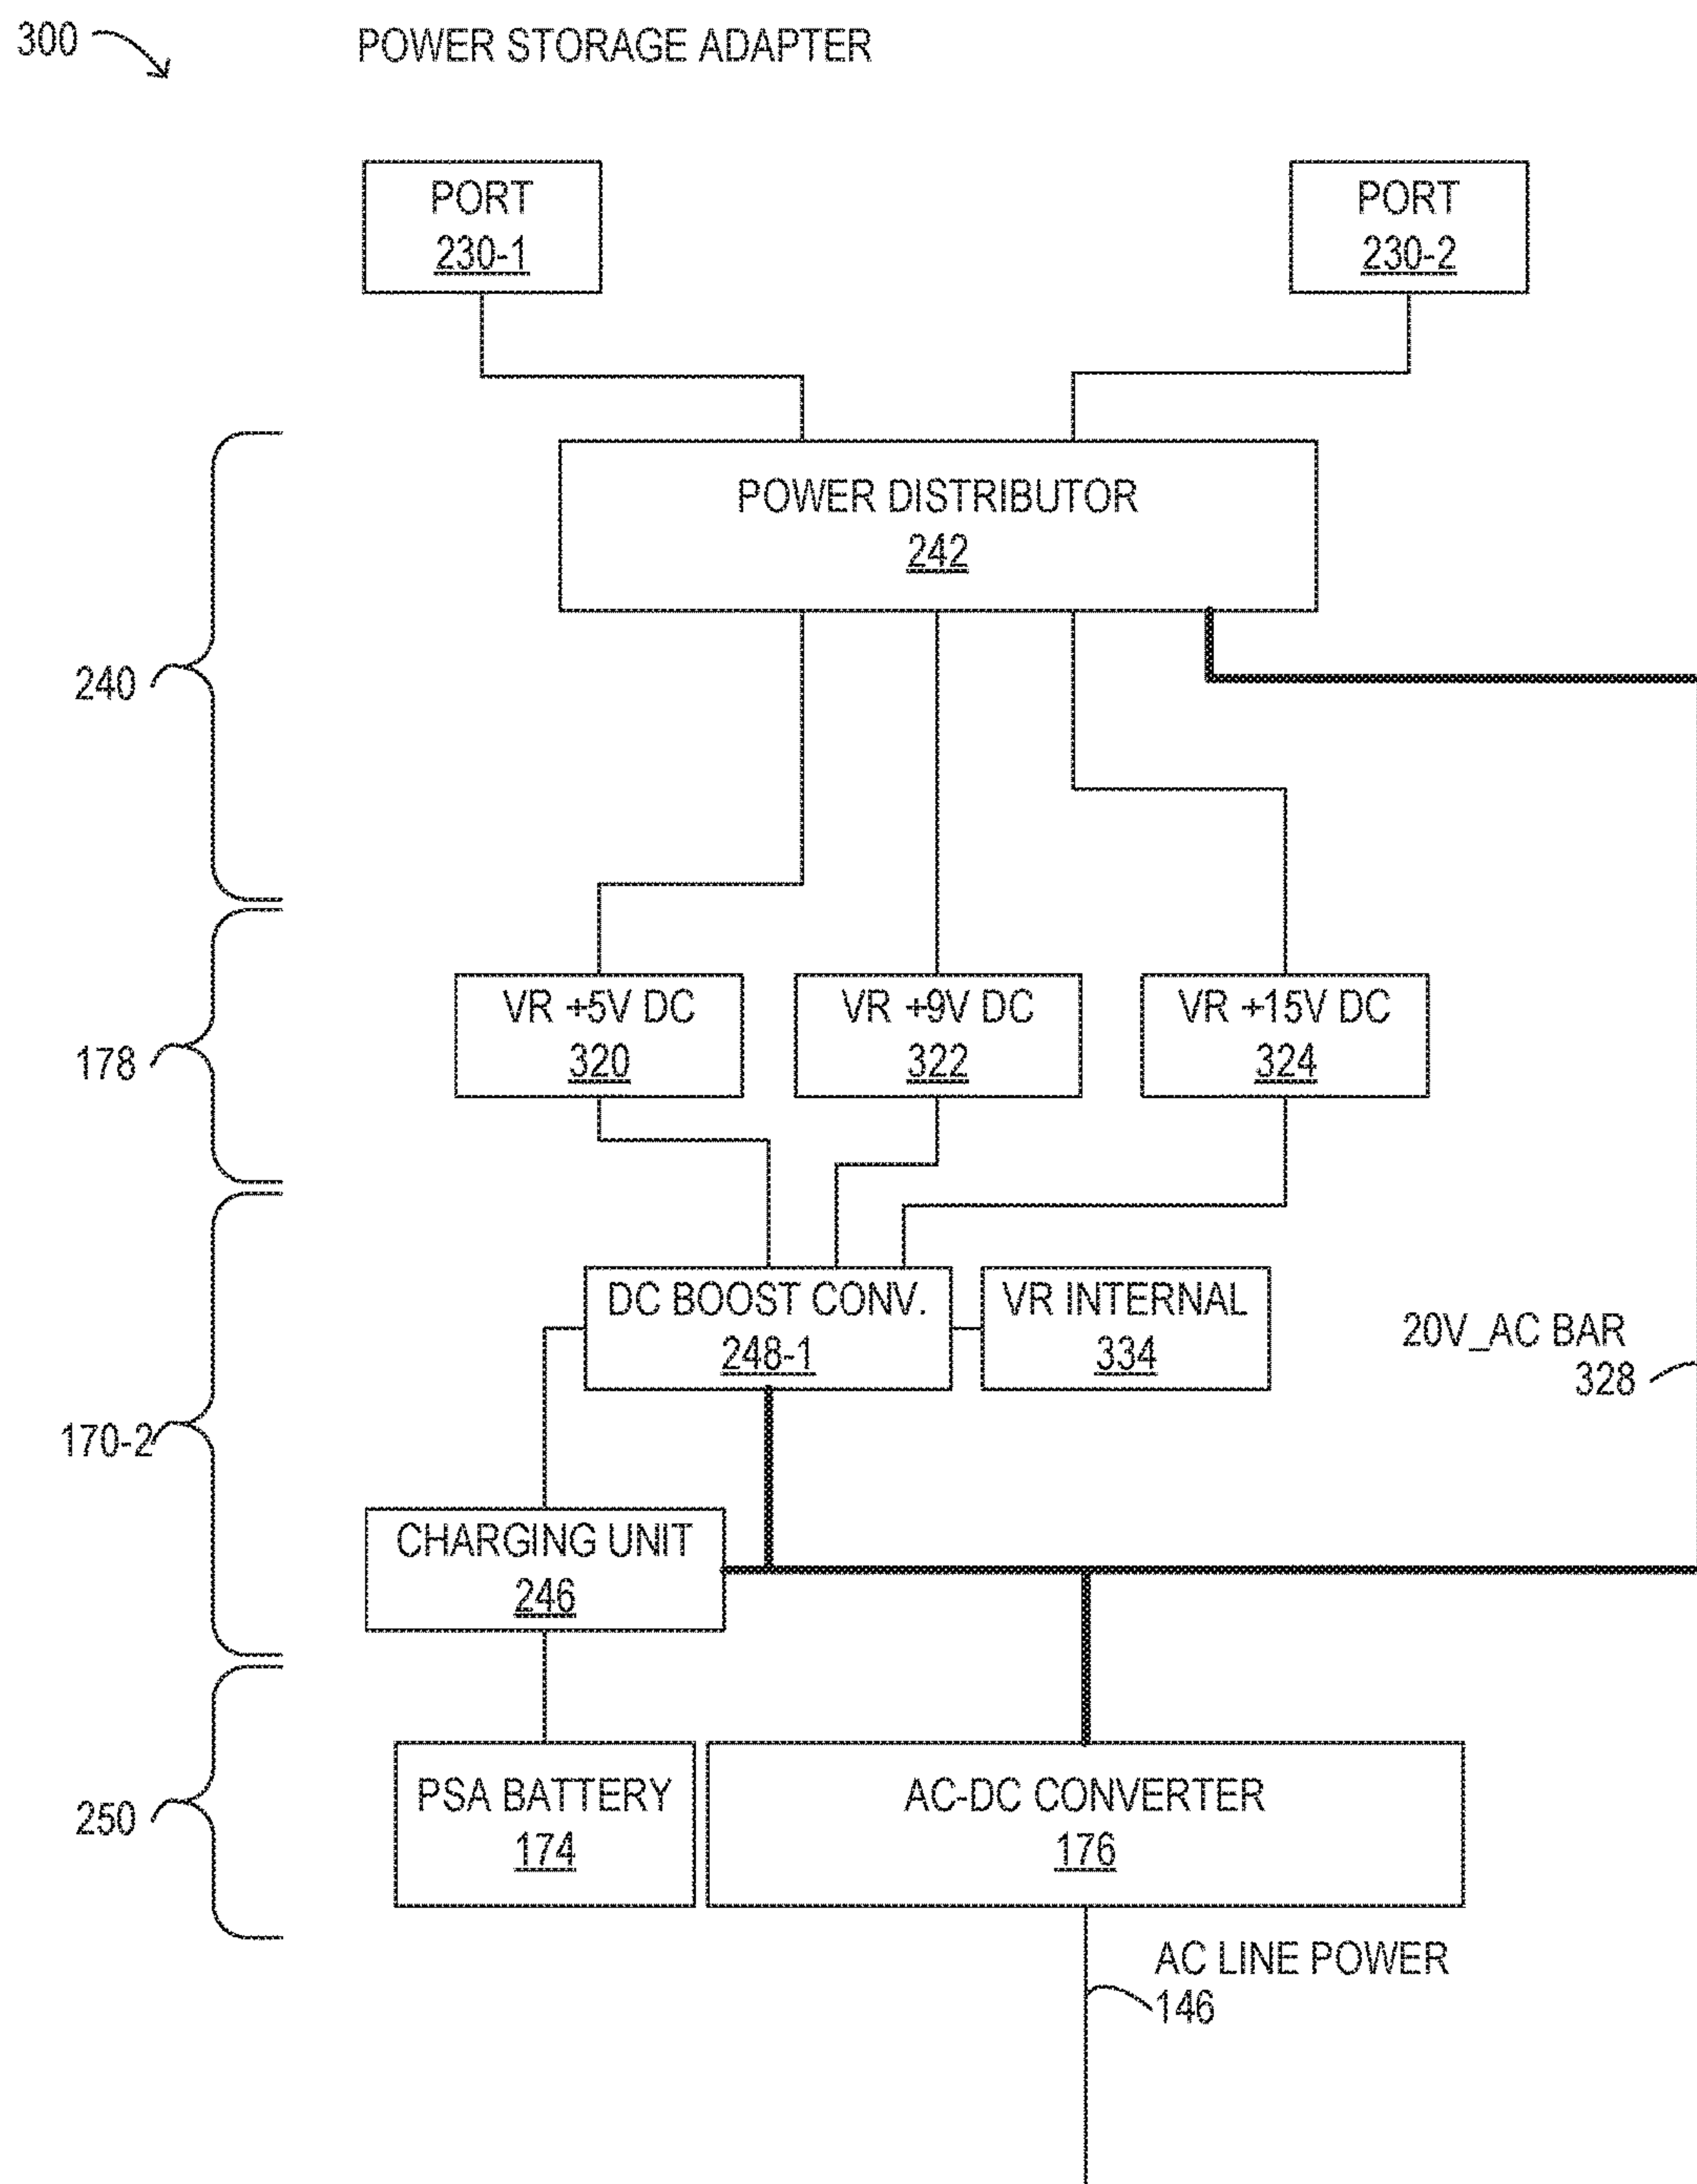 300
POWER STORAGE ADAPTER
PORT
230-1
PORT
230-2
POWER DISTRIBUTOR
242
240
VR +5V DC
320
VR +9V DC
322
VR +15V DC
324
178
DC BOOST CONV.
248-1
VR INTERNAL
334
20V_AC BAR
328
170-2
CHARGING UNIT
246
PSA BATTERY
174
AC-DC CONVERTER
176
250
AC LINE POWER
146